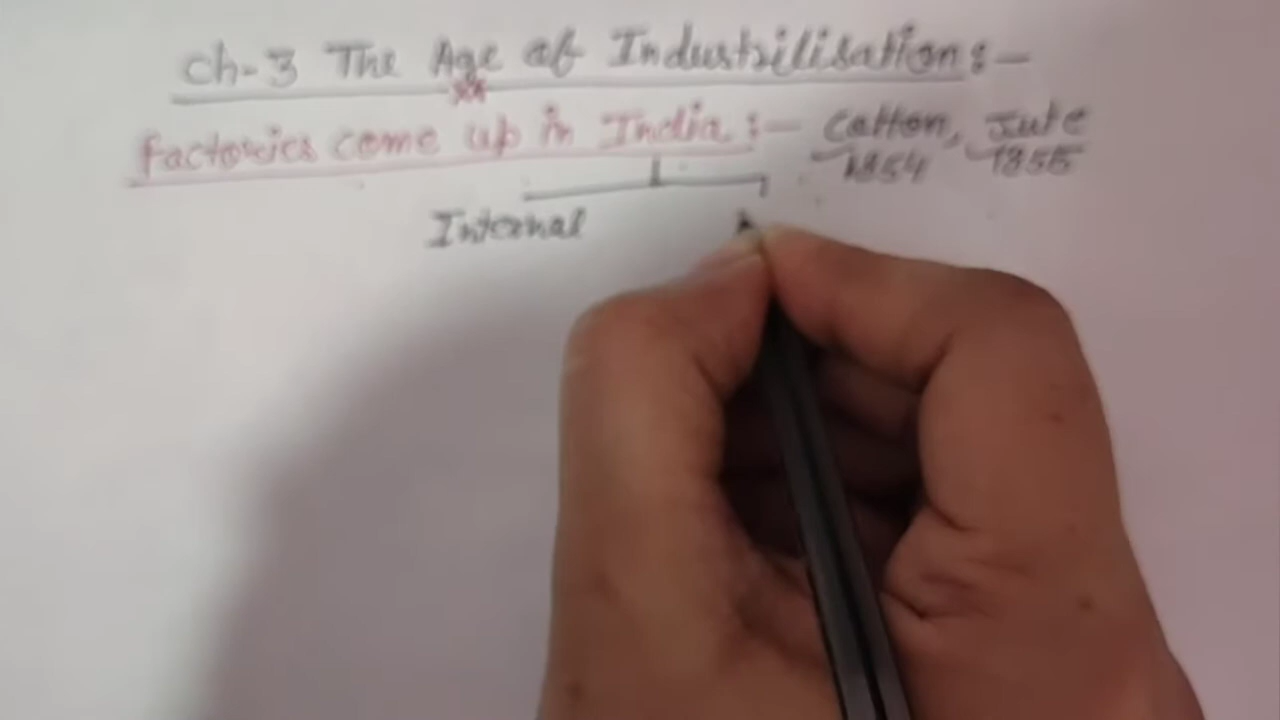 Ch-3 The Age of Industrilisation:-
factories come up in India :- Cotton, Jute
1854 1855
Internal